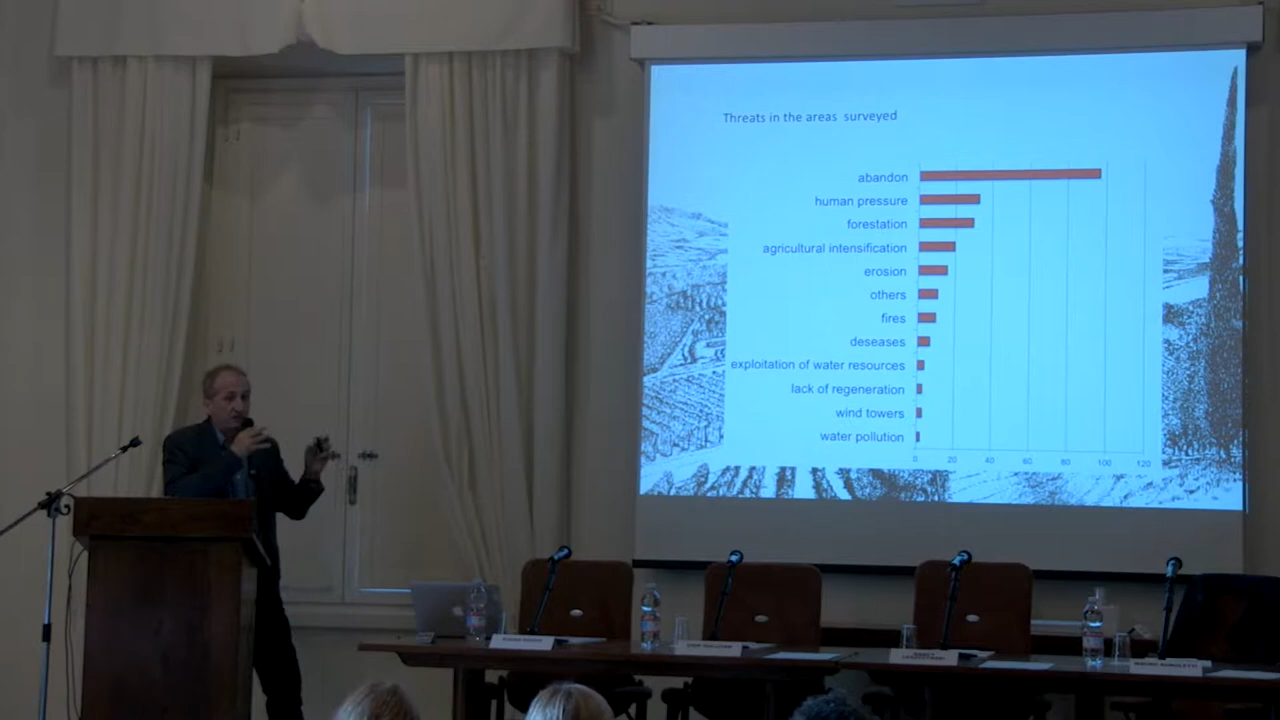 Threats in the areas surveyed
abandon
human pressure
forestation
agricultural intensification
erosion
others
fires
deseases
exploitation of water resources
lack of regeneration
wind towers
water pollution
0 20 40 60 80 100 120